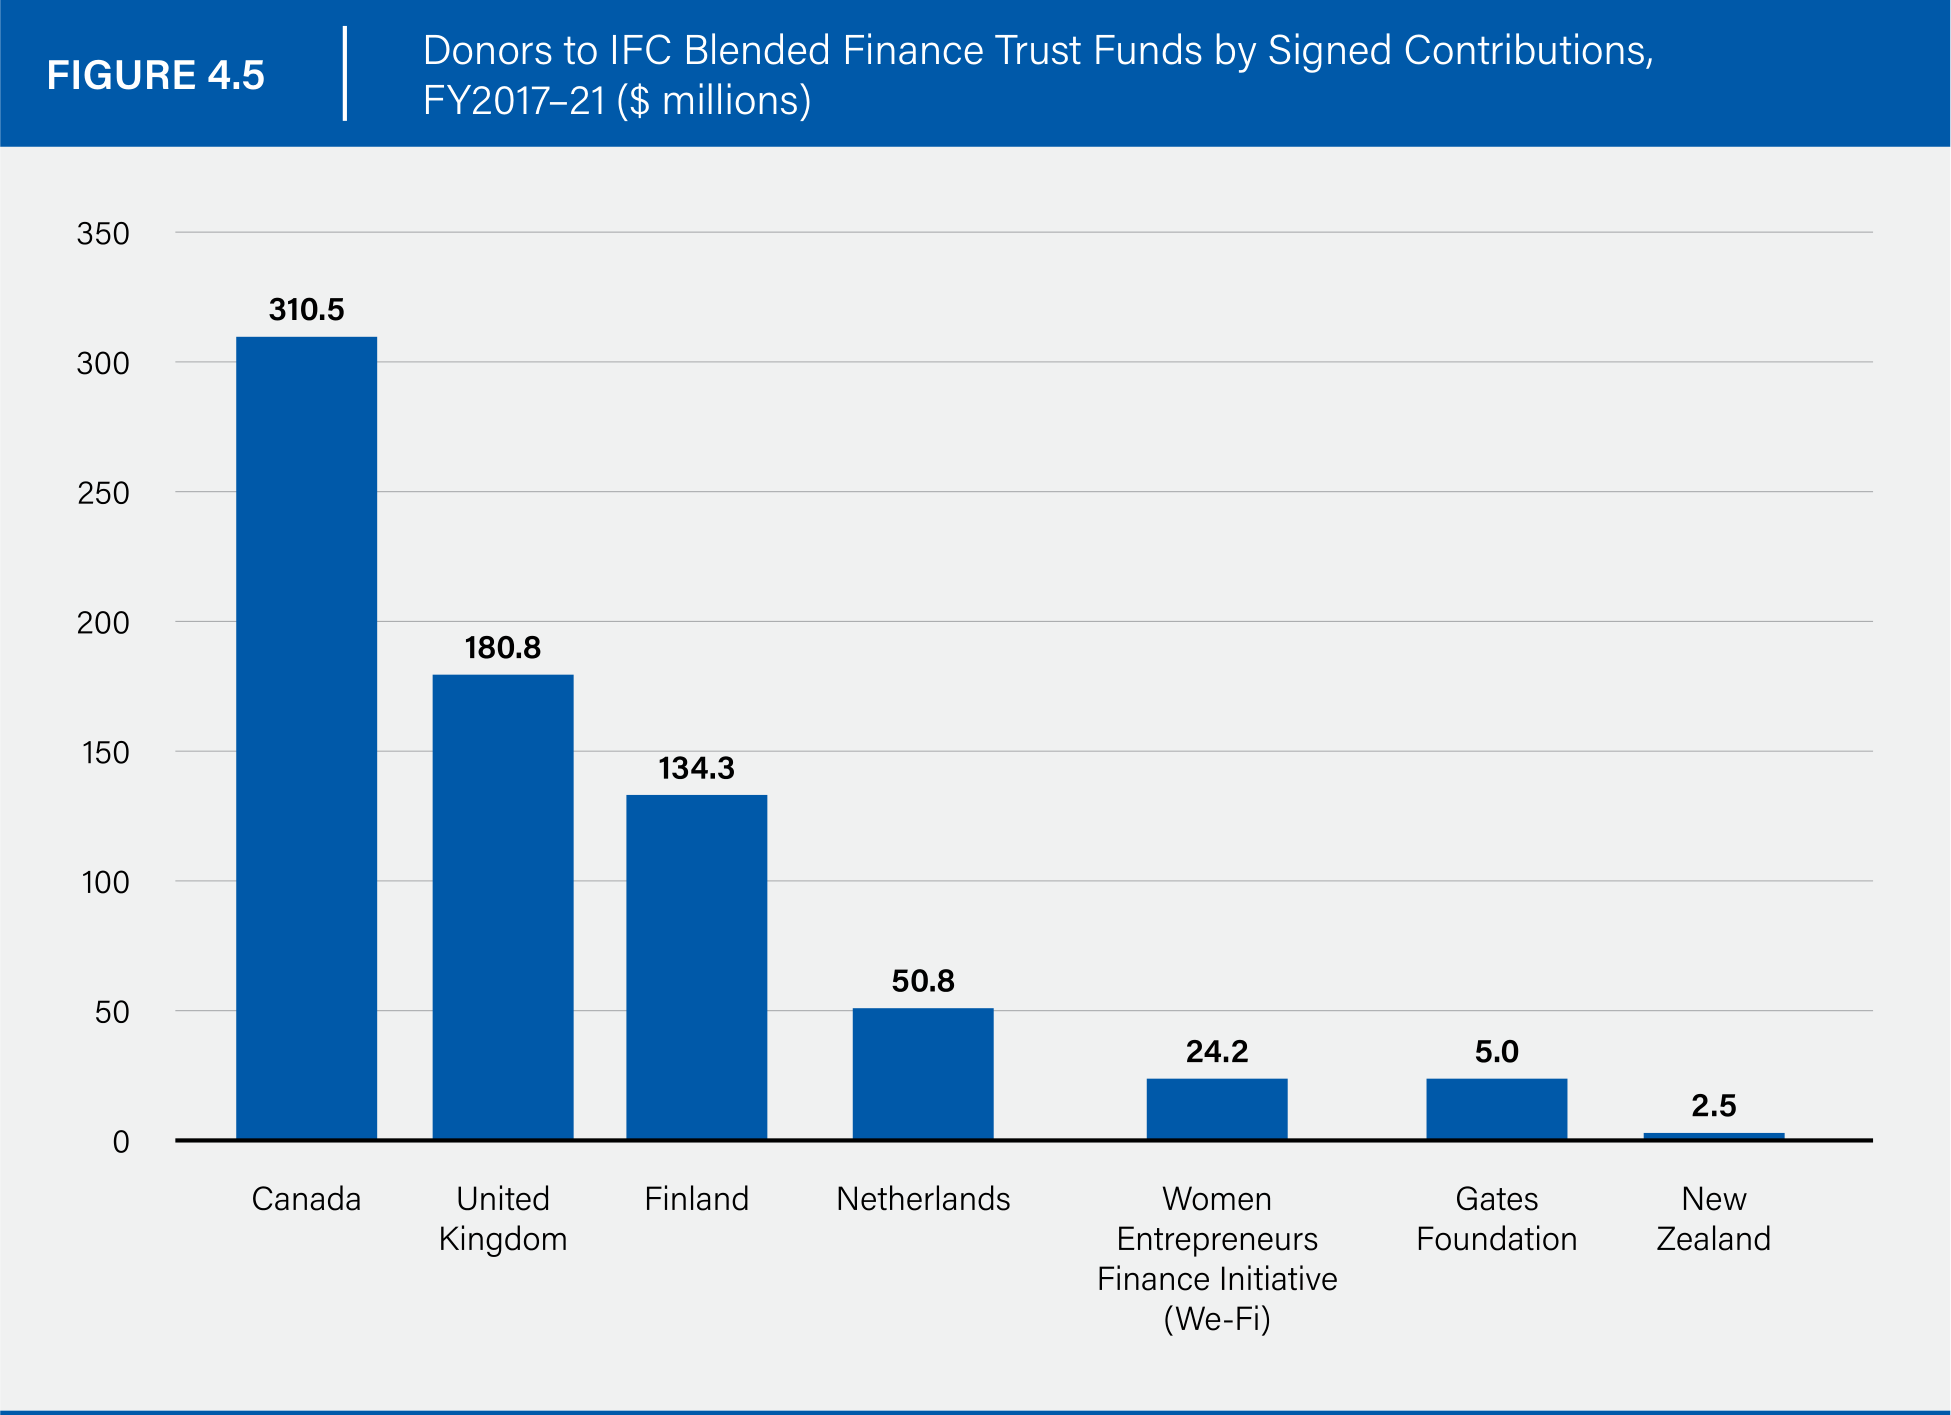 FIGURE 4.5
Donors to IFC Blended Finance Trust Funds by Signed Contributions,
FY2017–21 ($ millions)
350
300
250
200
150
100
50
0
310.5
180.8
134.3
50.8
24.2
5.0
2.5
Canada
United
Kingdom
Finland
Netherlands
Women
Entrepreneurs
Finance Initiative
(We-Fi)
Gates
Foundation
New
Zealand